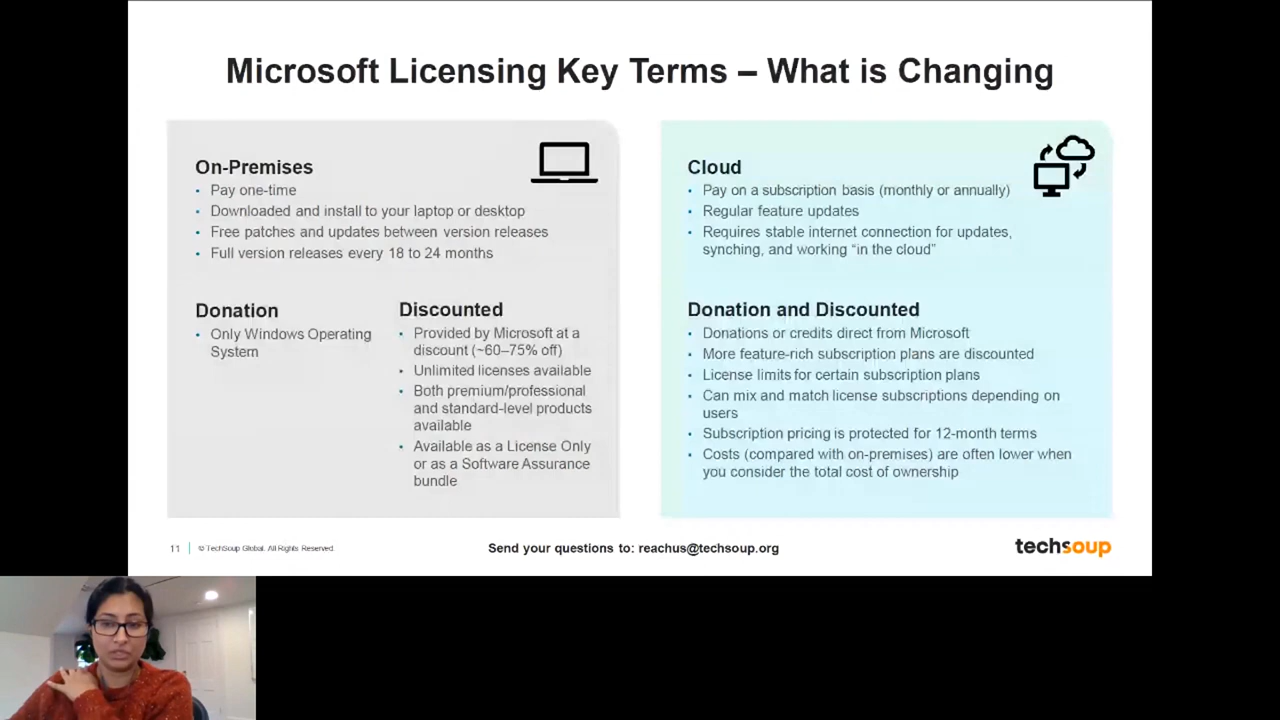 Microsoft Licensing Key Terms – What is Changing
On-Premises
Pay one-time
Downloaded and install to your laptop or desktop
Free patches and updates between version releases
Full version releases every 18 to 24 months
Donation
Only Windows Operating
System
Discounted
Provided by Microsoft at a
discount (~60–75% off)
Unlimited licenses available
Both premium/professional
and standard-level products
available
Available as a License Only
or as a Software Assurance
bundle
Cloud
Pay on a subscription basis (monthly or annually)
Regular feature updates
Requires stable internet connection for updates,
synching, and working “in the cloud”
Donation and Discounted
Donations or credits direct from Microsoft
More feature-rich subscription plans are discounted
License limits for certain subscription plans
Can mix and match license subscriptions depending on
users
Subscription pricing is protected for 12-month terms
Costs (compared with on-premises) are often lower when
you consider the total cost of ownership
11
© TechSoup Global. All Rights Reserved.
Send your questions to: reachus@techsoup.org
techsoup